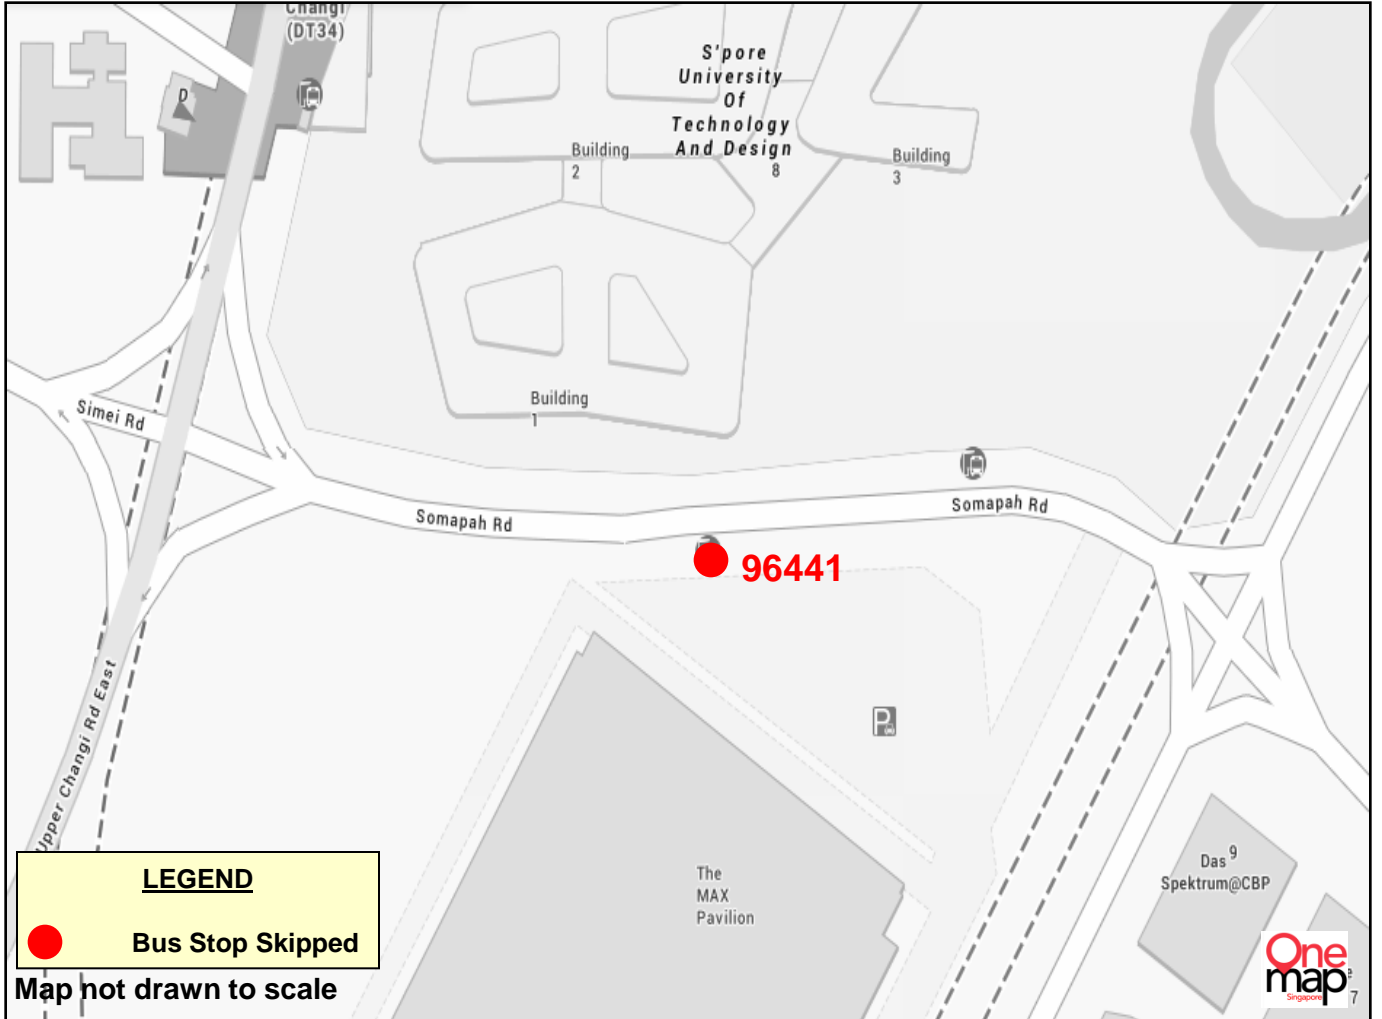 Changi
(DT34)
D
S'pore
University
Of
Technology
And Design
8
Building
2
Building
3
Building
1
Simei Rd
Somapah Rd
Somapah Rd
96441
Upper Changi Rd East
P
The
MAX
Pavilion
Das 9
Spektrum@CBP
7
LEGEND
Bus Stop Skipped
Map not drawn to scale
One
map
Singapore